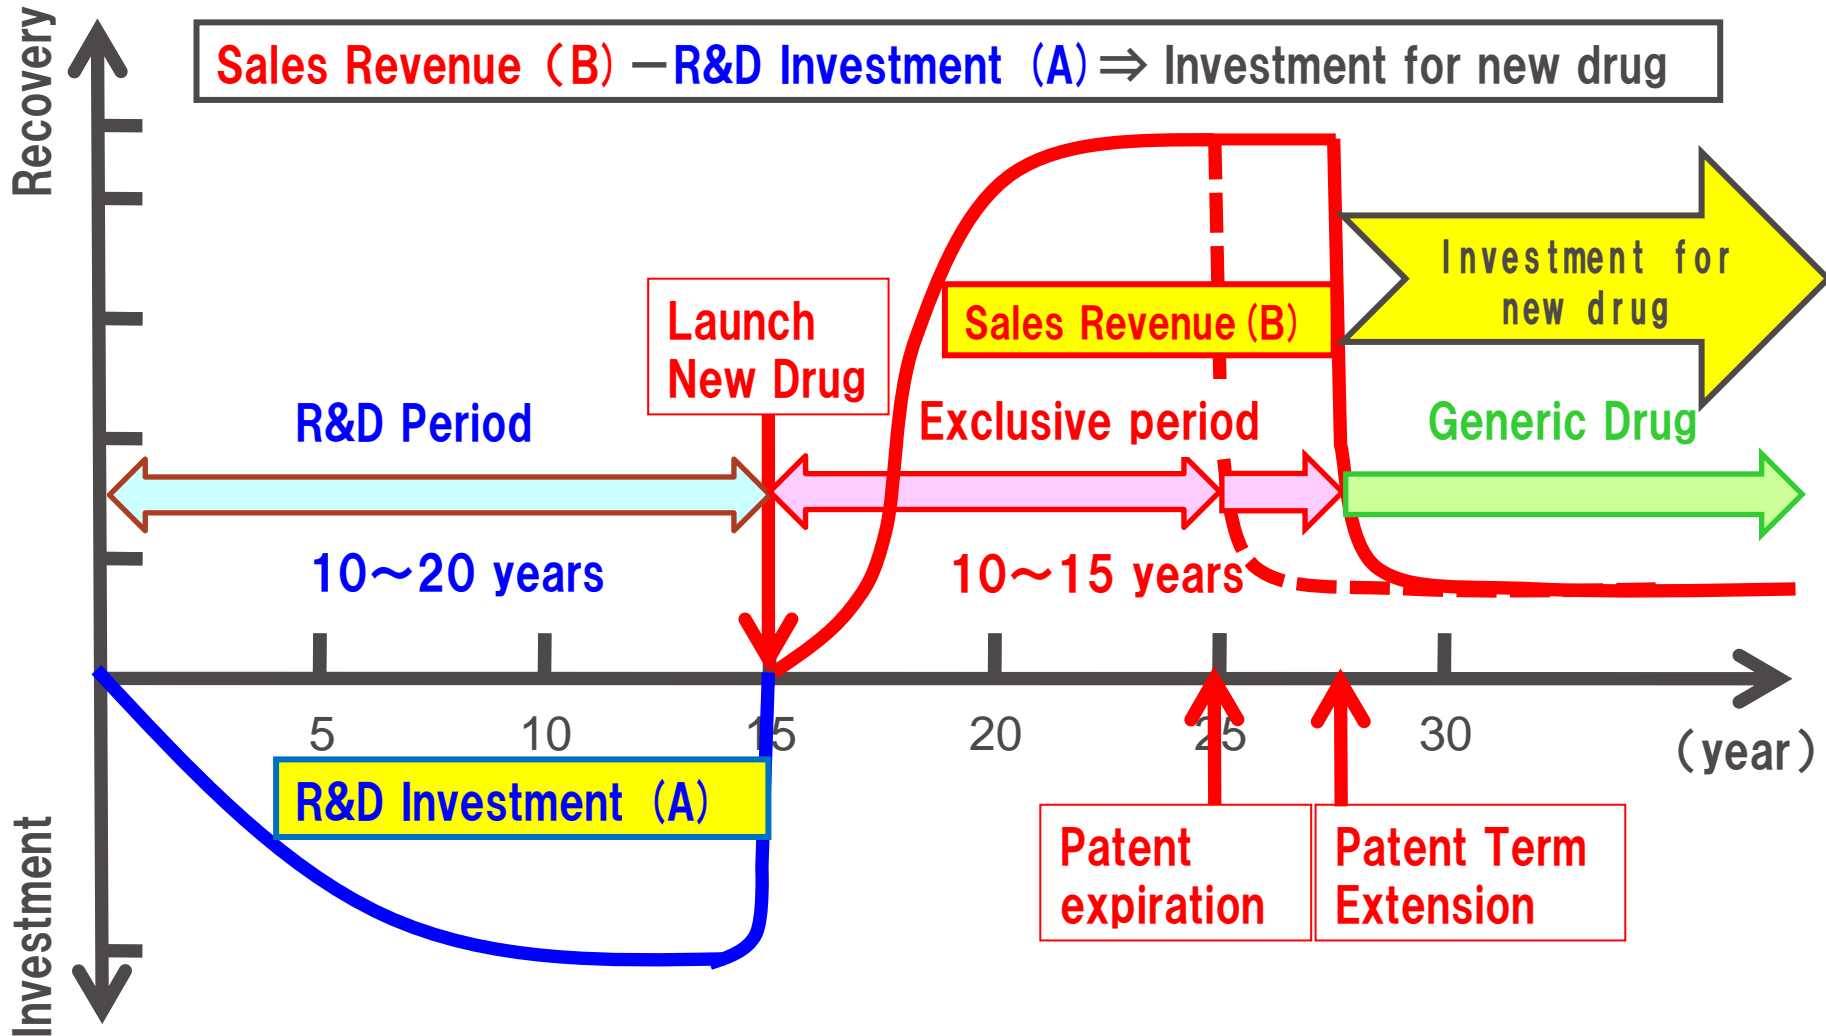 Recovery
Sales Revenue (B) －R&D Investment (A)⇒ Investment for new drug
Investment for
new drug
Launch
New Drug
Sales Revenue(B)
R&D Period
Exclusive period
Generic Drug
10～20 years
10～15 years
5
10
15
20
25
30
(year)
R&D Investment (A)
Patent
expiration
Patent Term
Extension
Investment